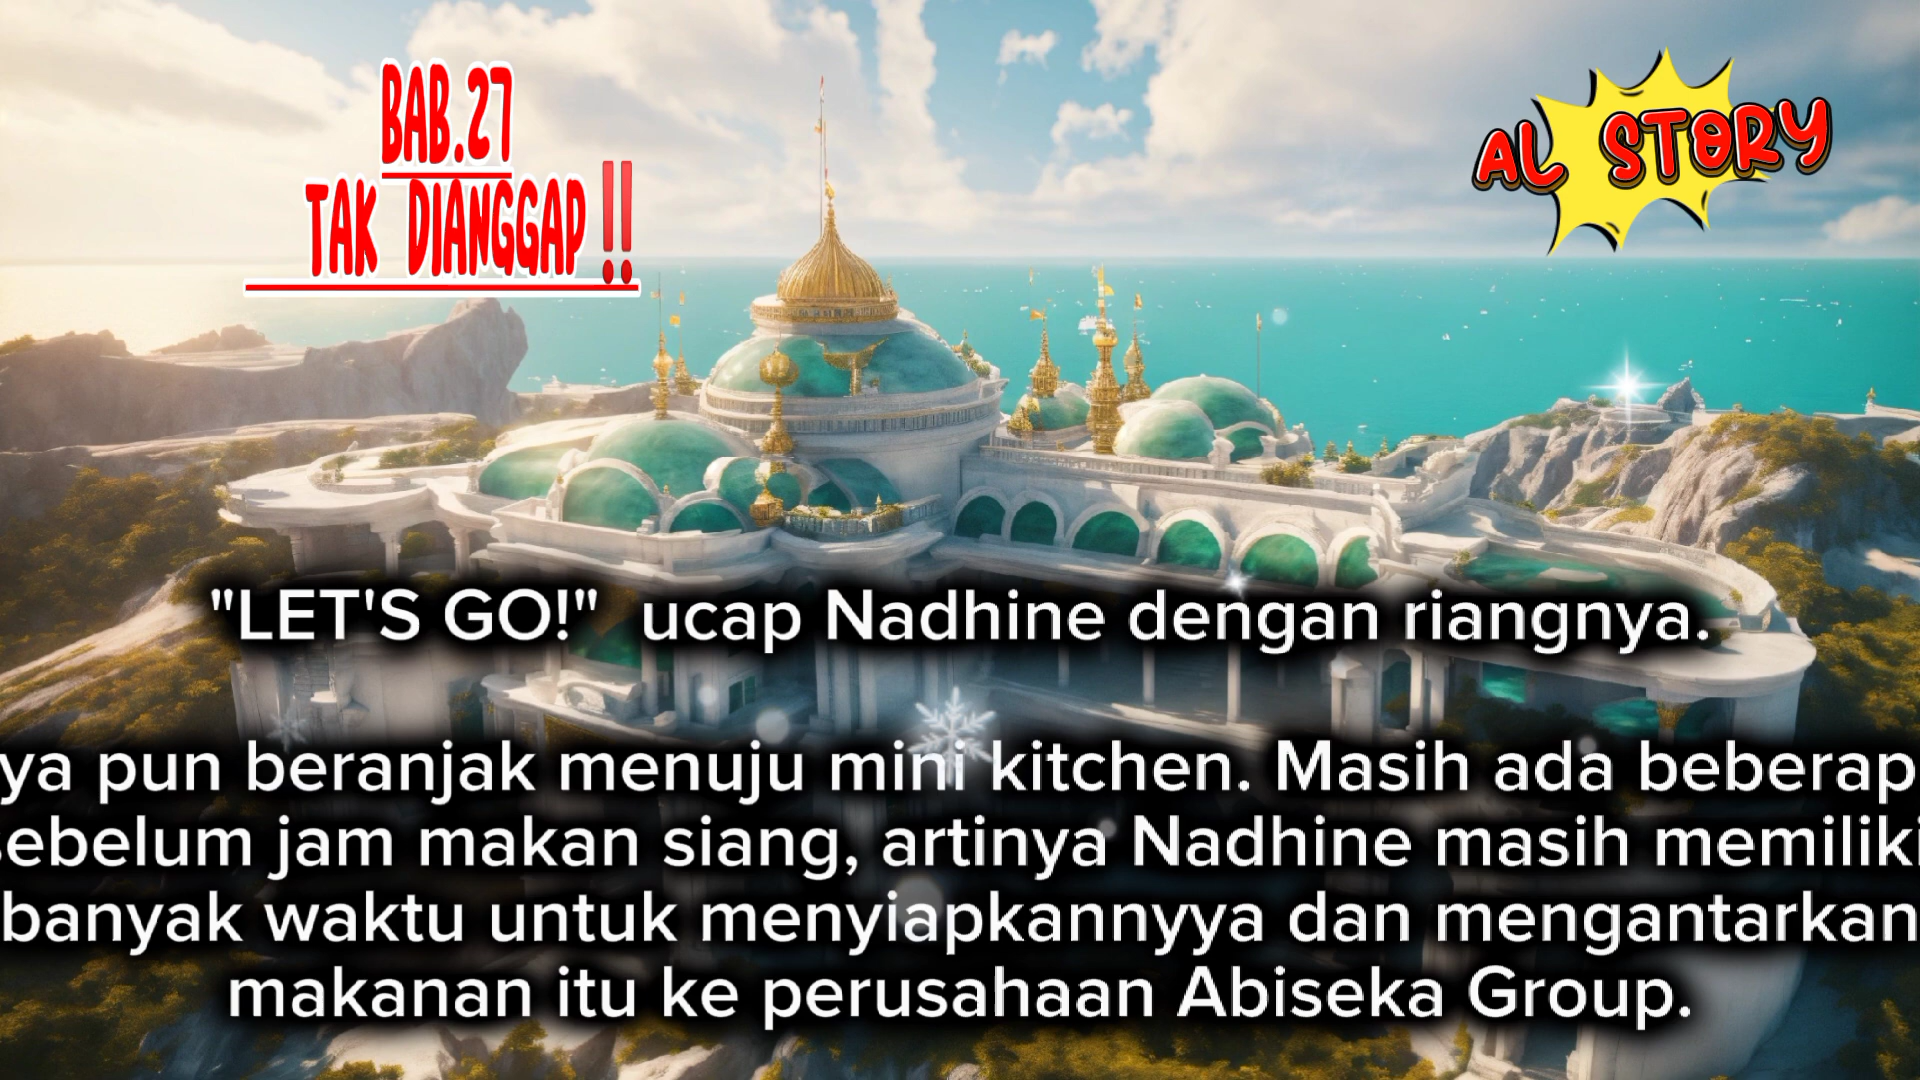 BAB.27
TAK DIANGGAP!!
AL STORY
"LET'S GO!" ucap Nadhine dengan riangnya.
ya pun beranjak menuju mini kitchen. Masih ada beberap
sebelum jam makan siang, artinya Nadhine masih memiliki
banyak waktu untuk menyiapkannyya dan mengantarkan
makanan itu ke perusahaan Abiseka Group.